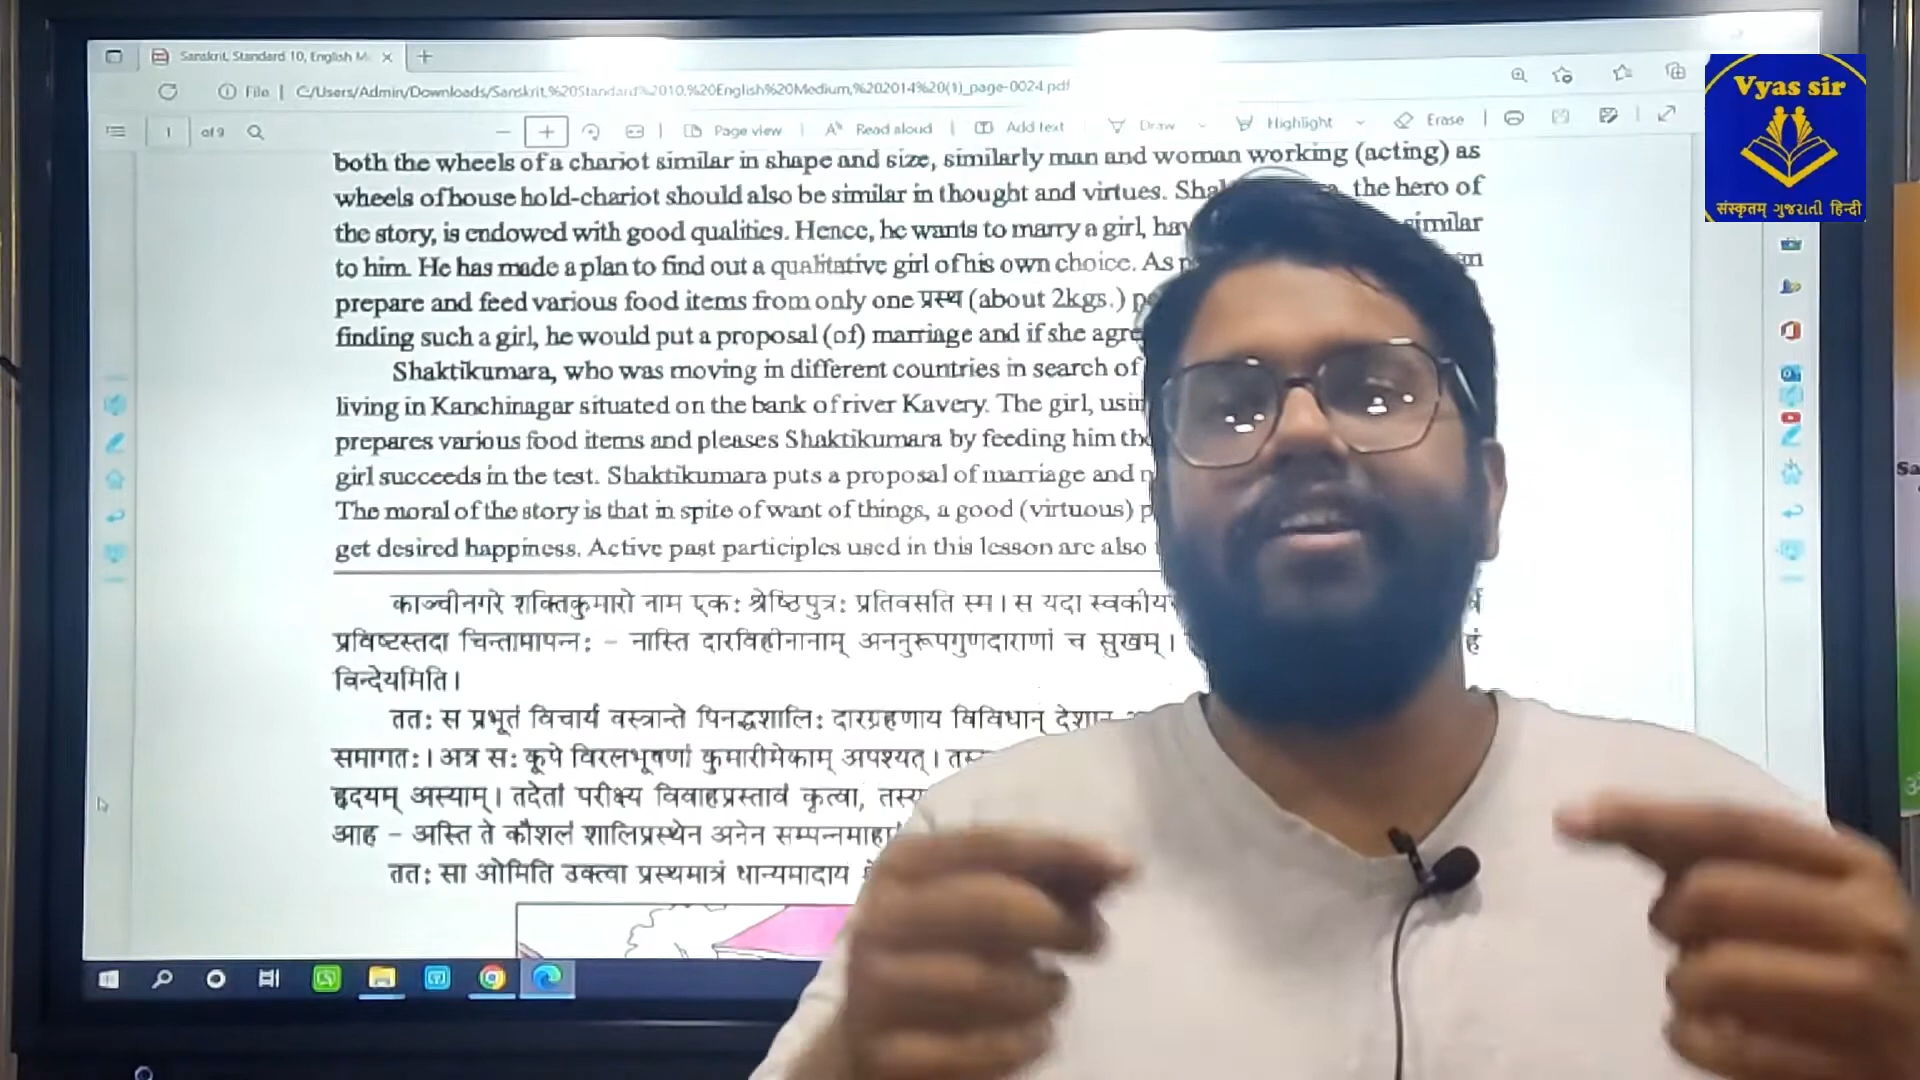 Sanskrit, Standard 10, English M
File | C:/Users/Admin/Downloads/Sanskrit,%20Standard%2010,%20English%20Medium,%202014%20(1)_page-0024.pdf
1 of 9 Page view Read aloud Add text Draw Highlight Erase
Vyas sir
संस्कृतम् ગુજરાતી हिन्दी
both the wheels of a chariot similar in shape and size, similarly man and woman working (acting) as
wheels of house hold-chariot should also be similar in thought and virtues. the hero of
the story, is endowed with good qualities. Hence, he wants to marry a girl, similar
to him. He has made a plan to find out a qualitative girl of his own choice. As
prepare and feed various food items from only one प्रस्थ (about 2kgs.)
finding such a girl, he would put a proposal (of) marriage and if she
Shaktikumara, who was moving in different countries in search of
living in Kanchinagar situated on the bank of river Kavery. The girl,
prepares various food items and pleases Shaktikumara by feeding him
girl succeeds in the test. Shaktikumara puts a proposal of marriage and
The moral of the story is that in spite of want of things, a good (virtuous)
get desired happiness. Active past participles used in this lesson are also
काञ्चीनगरे शक्तिकुमारो नाम एकः श्रेष्ठिपुत्रः प्रतिवसति स्म। स यदा
प्रविष्टस्तदा चिन्तामापन्नः - नास्ति दारविहीनानाम् अननुरूपगुणदाराणां च सुखम्।
विन्देयमिति।
ततः स प्रभूतं विचार्य वस्त्रान्ते पिनद्धशालिः दारग्रहणाय विविधान् देशान्
समागतः। अत्र सः कूपे विरलभूषणां कुमारीमेकाम् अपश्यत्।
हृदयम् अस्याम्। तदेतां परीक्ष्य विवाहप्रस्तावं कृत्वा,
आह - अस्ति ते कौशलं शालिप्रस्थेन अनेन
ततः सा ओमिति उक्त्वा प्रस्थमात्रं धान्यमादाय